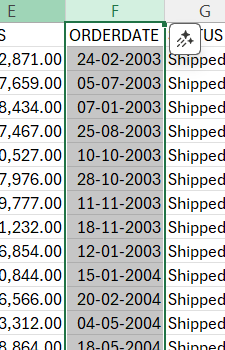 E F G
S ORDERDATE TUS
2,871.00 24-02-2003 Shipped
7,659.00 05-07-2003 Shipped
8,434.00 07-01-2003 Shipped
7,467.00 25-08-2003 Shipped
0,527.00 10-10-2003 Shipped
7,976.00 28-10-2003 Shipped
9,777.00 11-11-2003 Shipped
1,232.00 18-11-2003 Shipped
6,854.00 12-01-2003 Shipped
0,844.00 15-01-2004 Shipped
6,566.00 20-02-2004 Shipped
3,312.00 04-05-2004 Shipped
8,864.00 18-05-2004 Shipped